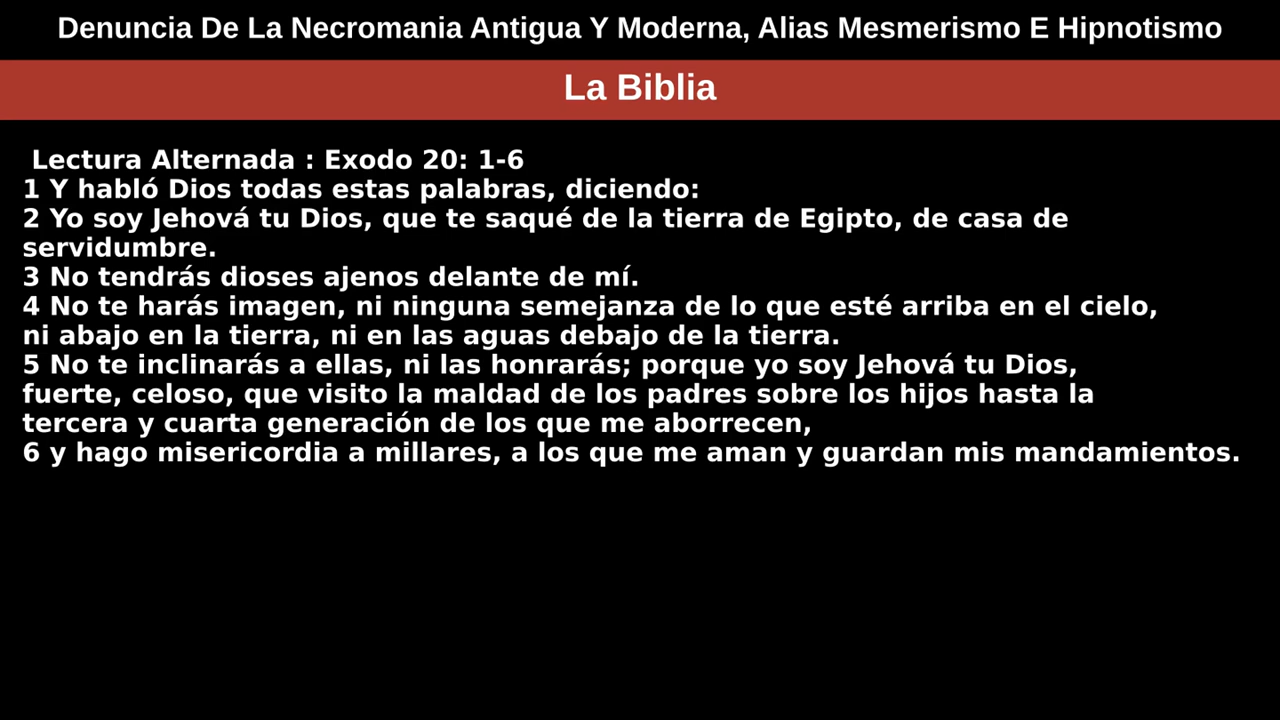 Denuncia De La Necromania Antigua Y Moderna, Alias Mesmerismo E Hipnotismo
La Biblia
Lectura Alternada : Exodo 20: 1-6
1 Y habló Dios todas estas palabras, diciendo:
2 Yo soy Jehová tu Dios, que te saqué de la tierra de Egipto, de casa de
servidumbre.
3 No tendrás dioses ajenos delante de mí.
4 No te harás imagen, ni ninguna semejanza de lo que esté arriba en el cielo,
ni abajo en la tierra, ni en las aguas debajo de la tierra.
5 No te inclinarás a ellas, ni las honrarás; porque yo soy Jehová tu Dios,
fuerte, celoso, que visito la maldad de los padres sobre los hijos hasta la
tercera y cuarta generación de los que me aborrecen,
6 y hago misericordia a millares, a los que me aman y guardan mis mandamientos.